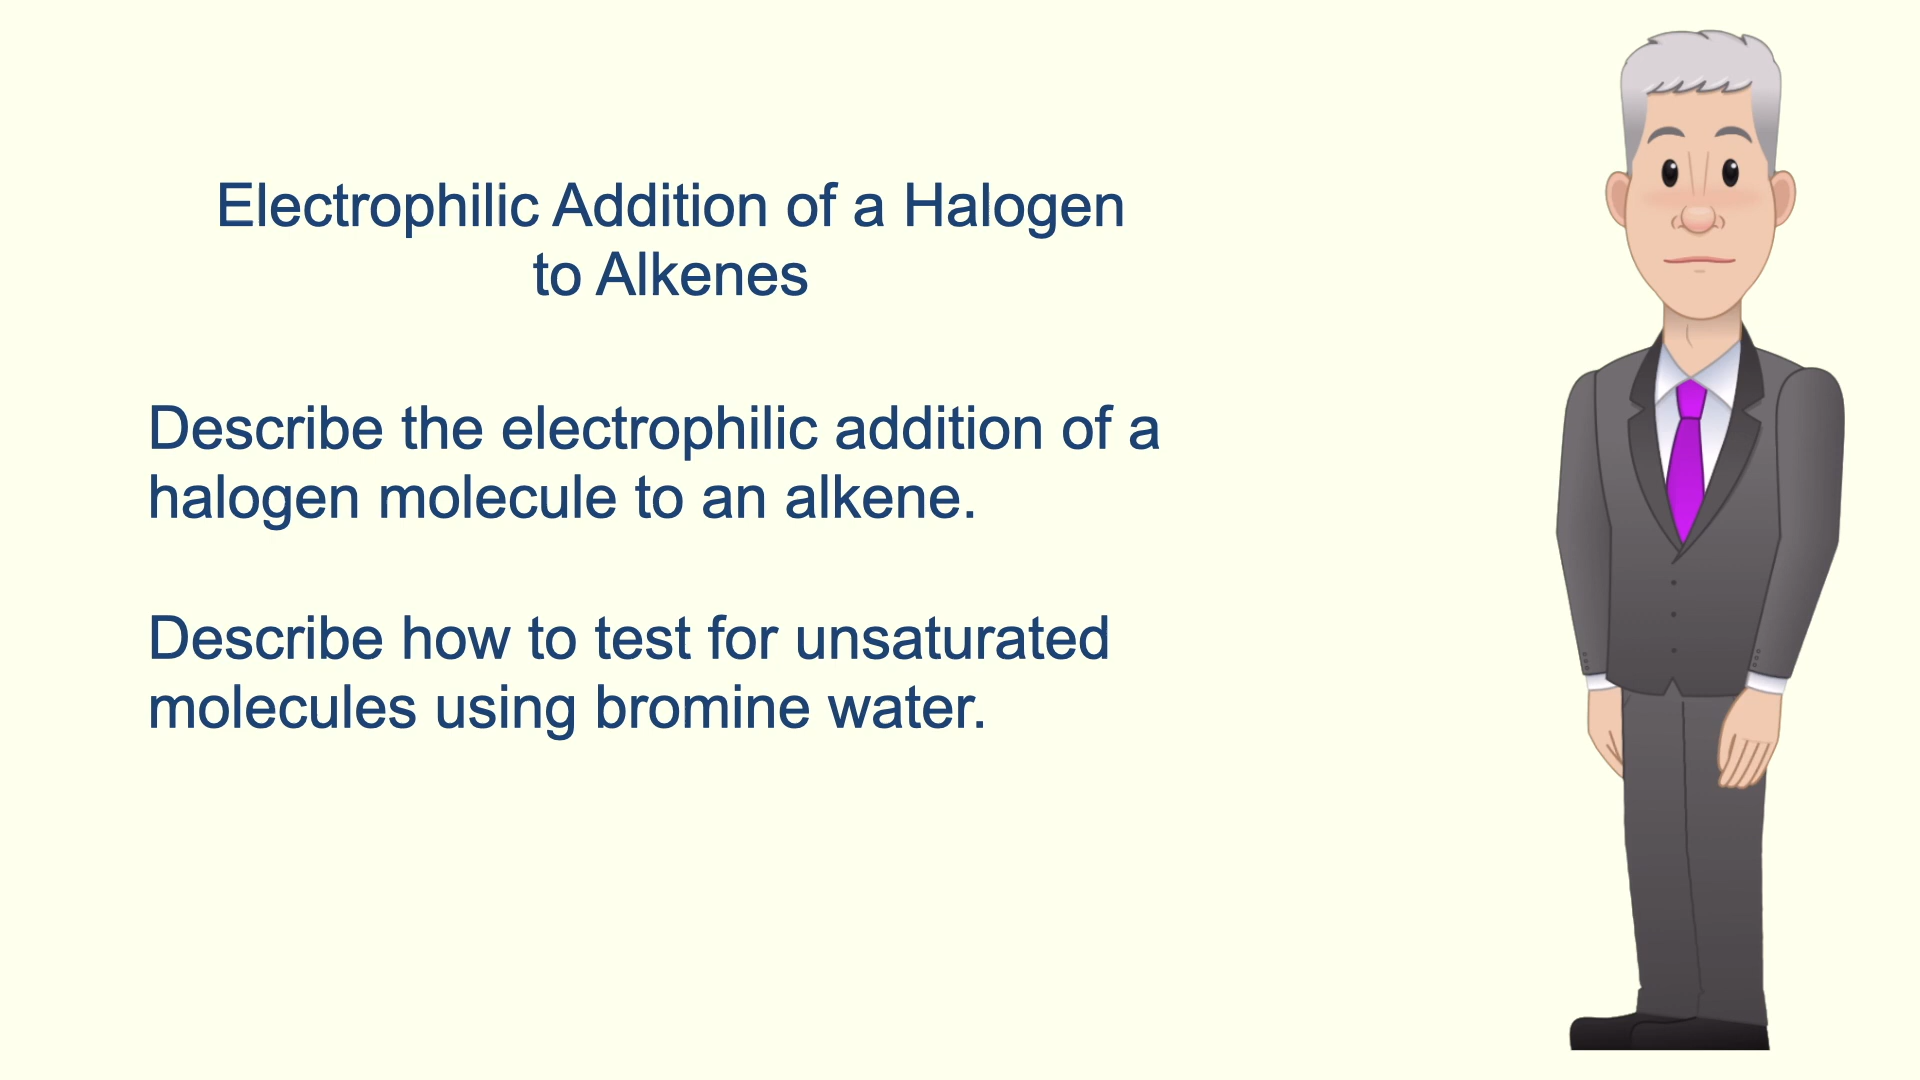 Electrophilic Addition of a Halogen
to Alkenes
Describe the electrophilic addition of a
halogen molecule to an alkene.
Describe how to test for unsaturated
molecules using bromine water.